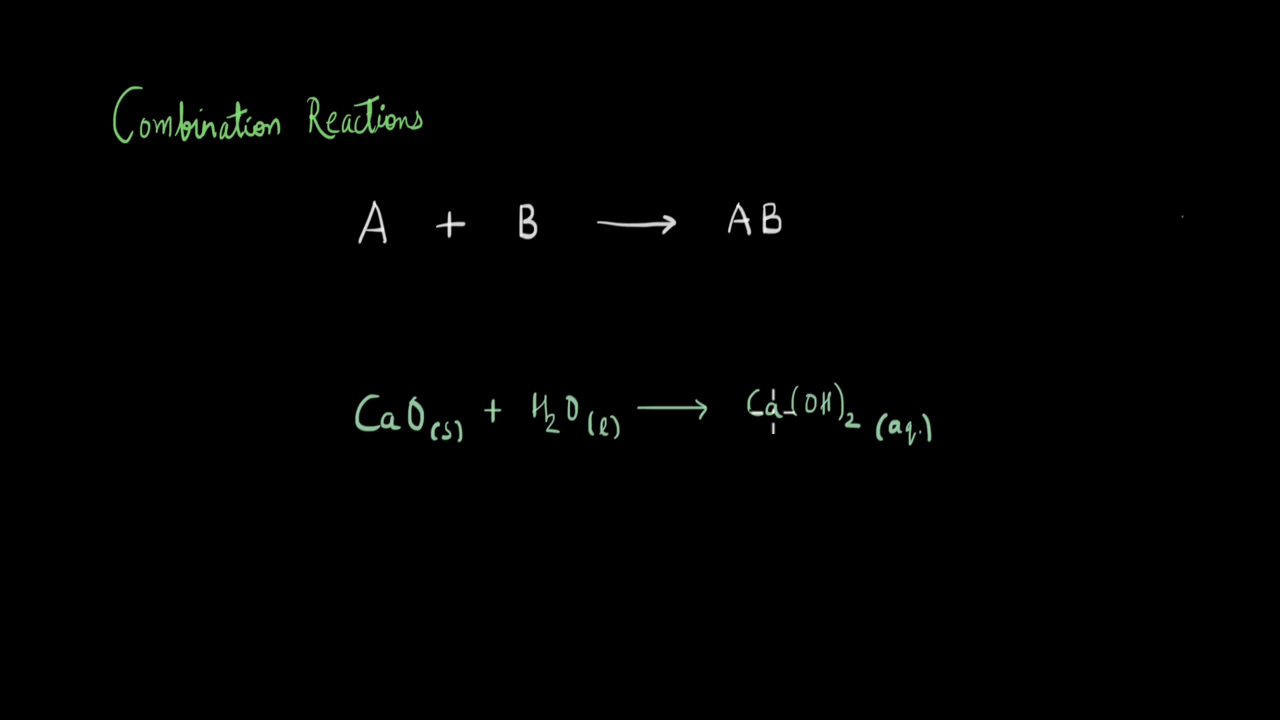 Combination Reactions
A + B ⟶ AB
CaO(s) + H₂O(l) ⟶ Ca(OH)₂ (aq.)